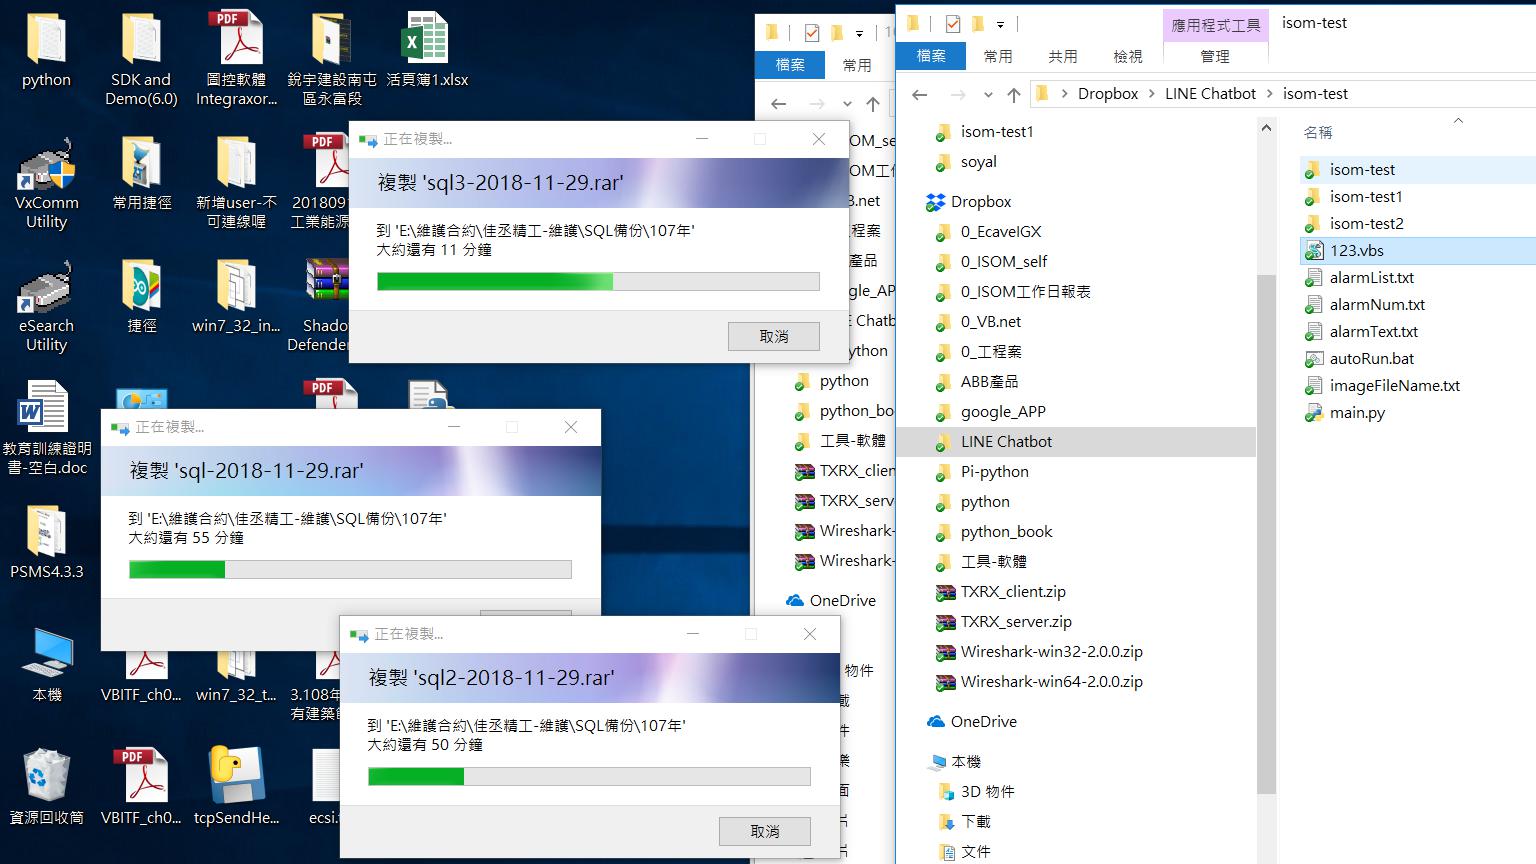 python
SDK and
Demo(6.0)
圖控軟體
Integraxor...
銳宇建設南屯
區永富段
活頁簿1.xlsx
VxComm
Utility
常用捷徑
新增user-不
可連線喔
201809
工業能源
eSearch
Utility
捷徑
win7_32_in...
Shado
Defender
教育訓練證明
書-空白.doc
PSMS4.3.3
本機
VBITF_ch0...
win7_32_t...
3.108年
有建築
資源回收筒
VBITF_ch0...
tcpSendHe...
ecsi.
正在複製...
複製 'sql3-2018-11-29.rar'
到 'E:\維護合約\佳丞精工-維護\SQL備份\107年'
大約還有 11 分鐘
取消
正在複製...
複製 'sql-2018-11-29.rar'
到 'E:\維護合約\佳丞精工-維護\SQL備份\107年'
大約還有 55 分鐘
正在複製...
複製 'sql2-2018-11-29.rar'
到 'E:\維護合約\佳丞精工-維護\SQL備份\107年'
大約還有 50 分鐘
取消
檔案
常用
OM_se
OM工作
.net
程案
產品
gle_AP
E Chatb
ython
python
python_bo
工具-軟體
TXRX_clien
TXRX_serv
Wireshark-
Wireshark-
OneDrive
物件
應用程式工具
isom-test
檔案
常用
共用
檢視
管理
Dropbox > LINE Chatbot > isom-test
isom-test1
soyal
Dropbox
0_EcavelGX
0_ISOM_self
0_ISOM工作日報表
0_VB.net
0_工程案
ABB產品
google_APP
LINE Chatbot
Pi-python
python
python_book
工具-軟體
TXRX_client.zip
TXRX_server.zip
Wireshark-win32-2.0.0.zip
Wireshark-win64-2.0.0.zip
OneDrive
本機
3D 物件
下載
文件
名稱
isom-test
isom-test1
isom-test2
123.vbs
alarmList.txt
alarmNum.txt
alarmText.txt
autoRun.bat
imageFileName.txt
main.py